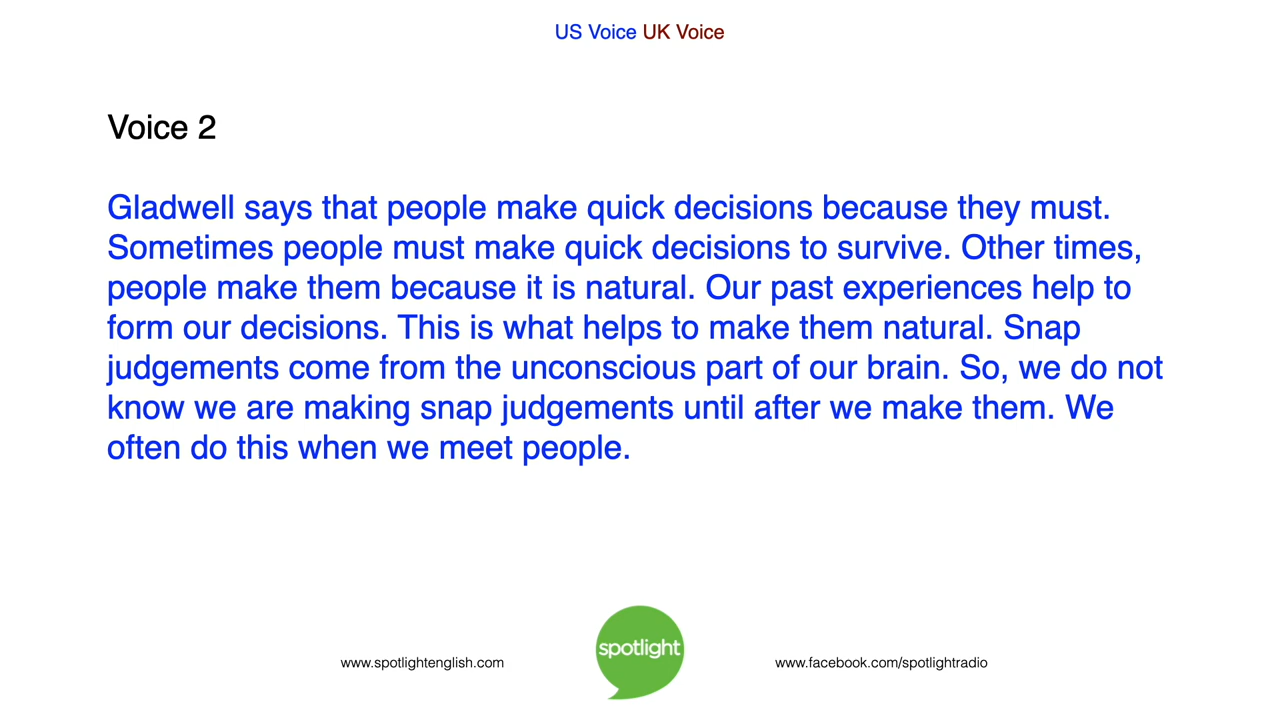 US Voice UK Voice
Voice 2
Gladwell says that people make quick decisions because they must.
Sometimes people must make quick decisions to survive. Other times,
people make them because it is natural. Our past experiences help to
form our decisions. This is what helps to make them natural. Snap
judgements come from the unconscious part of our brain. So, we do not
know we are making snap judgements until after we make them. We
often do this when we meet people.
www.spotlightenglish.com
spotlight
www.facebook.com/spotlightradio